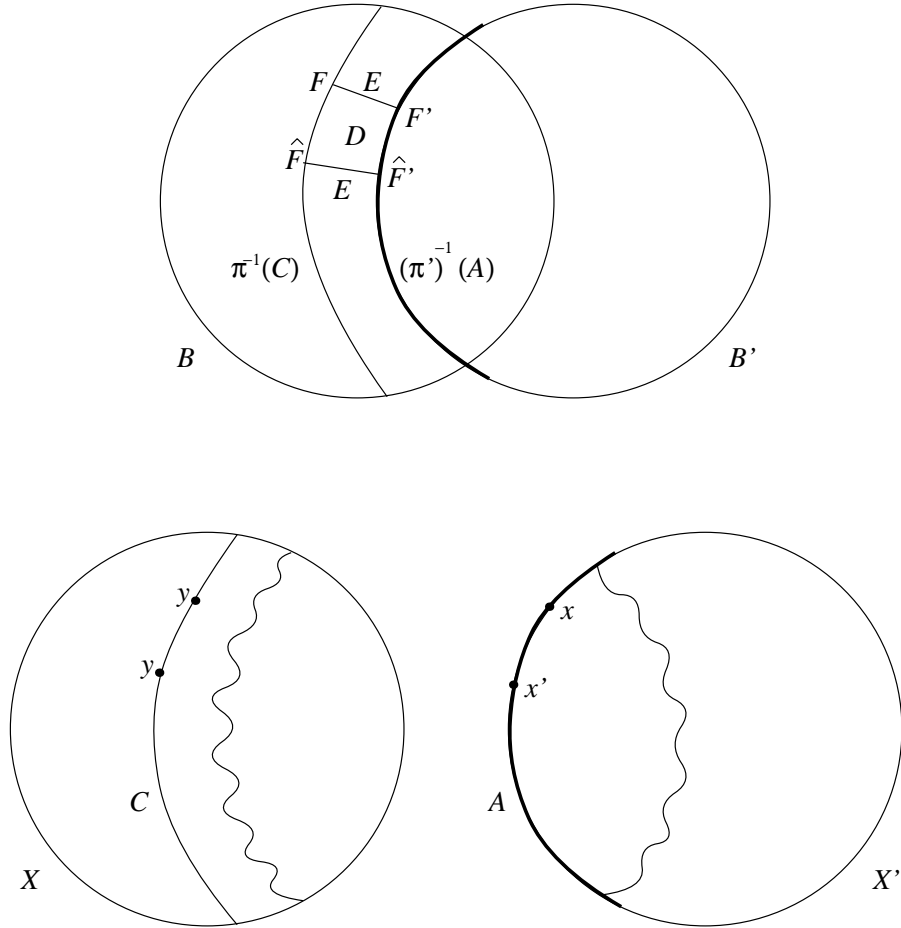 F E F’
D
F̂ F̂’
E
π⁻¹(C) (π’)⁻¹(A)
B B’
y x
y x’
C A
X X’